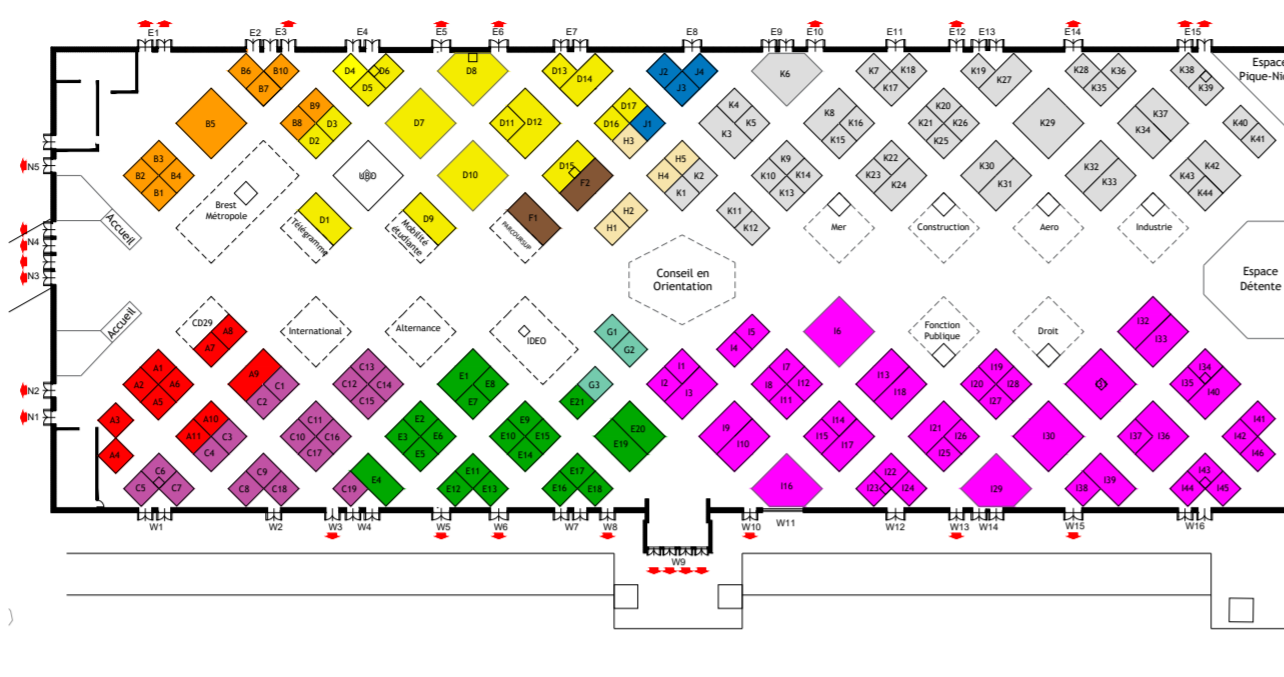 E1
E2
E3
E4
E5
E6
E7
E8
E9
E10
E11
E12
E13
E14
E15
Espace
Pique-Ni
B6
B10
B7
D4
D6
D5
D8
D13
D14
J2
J4
J3
K6
K7
K18
K17
K19
K27
K28
K36
K35
K38
K39
B5
B9
B8
D3
D2
D7
D11
D12
D17
D16
J1
H3
K4
K5
K3
K8
K16
K15
K20
K21
K26
K25
K29
K37
K34
K40
K41
N5
B3
B2
B4
B1
UBO
D10
D15
F2
H5
H4
K2
K1
K9
K10
K14
K13
K22
K23
K24
K30
K31
K32
K33
K42
K43
K44
Accueil
Brest
Métropole
D1
Télégramme
D9
Mobilité
étudiante
F1
PARCOURSUP
H2
H1
K11
K12
Mer
Construction
Aero
Industrie
N4
N3
Conseil en
Orientation
Espace
Détente
Accueil
CD29
A8
A7
International
Alternance
IDEO
G1
G2
I5
I4
I6
Fonction
Publique
Droit
I32
I33
N2
N1
A1
A2
A6
A5
A9
C1
C2
C13
C12
C14
C15
E1
E8
E7
G3
E21
I1
I2
I3
I7
I8
I12
I11
I13
I18
I19
I20
I28
I27
I34
I35
I40
A3
A4
A10
A11
C3
C4
C11
C10
C16
C17
E2
E3
E6
E5
E9
E10
E15
E14
E20
E19
I9
I10
I14
I15
I17
I21
I26
I25
I30
I37
I36
I41
I42
I46
C6
C5
C7
C9
C8
C18
C19
E4
E11
E12
E13
E17
E16
E18
I16
I22
I23
I24
I29
I39
I38
I43
I44
I45
W1
W2
W3
W4
W5
W6
W7
W8
W9
W10
W11
W12
W13
W14
W15
W16